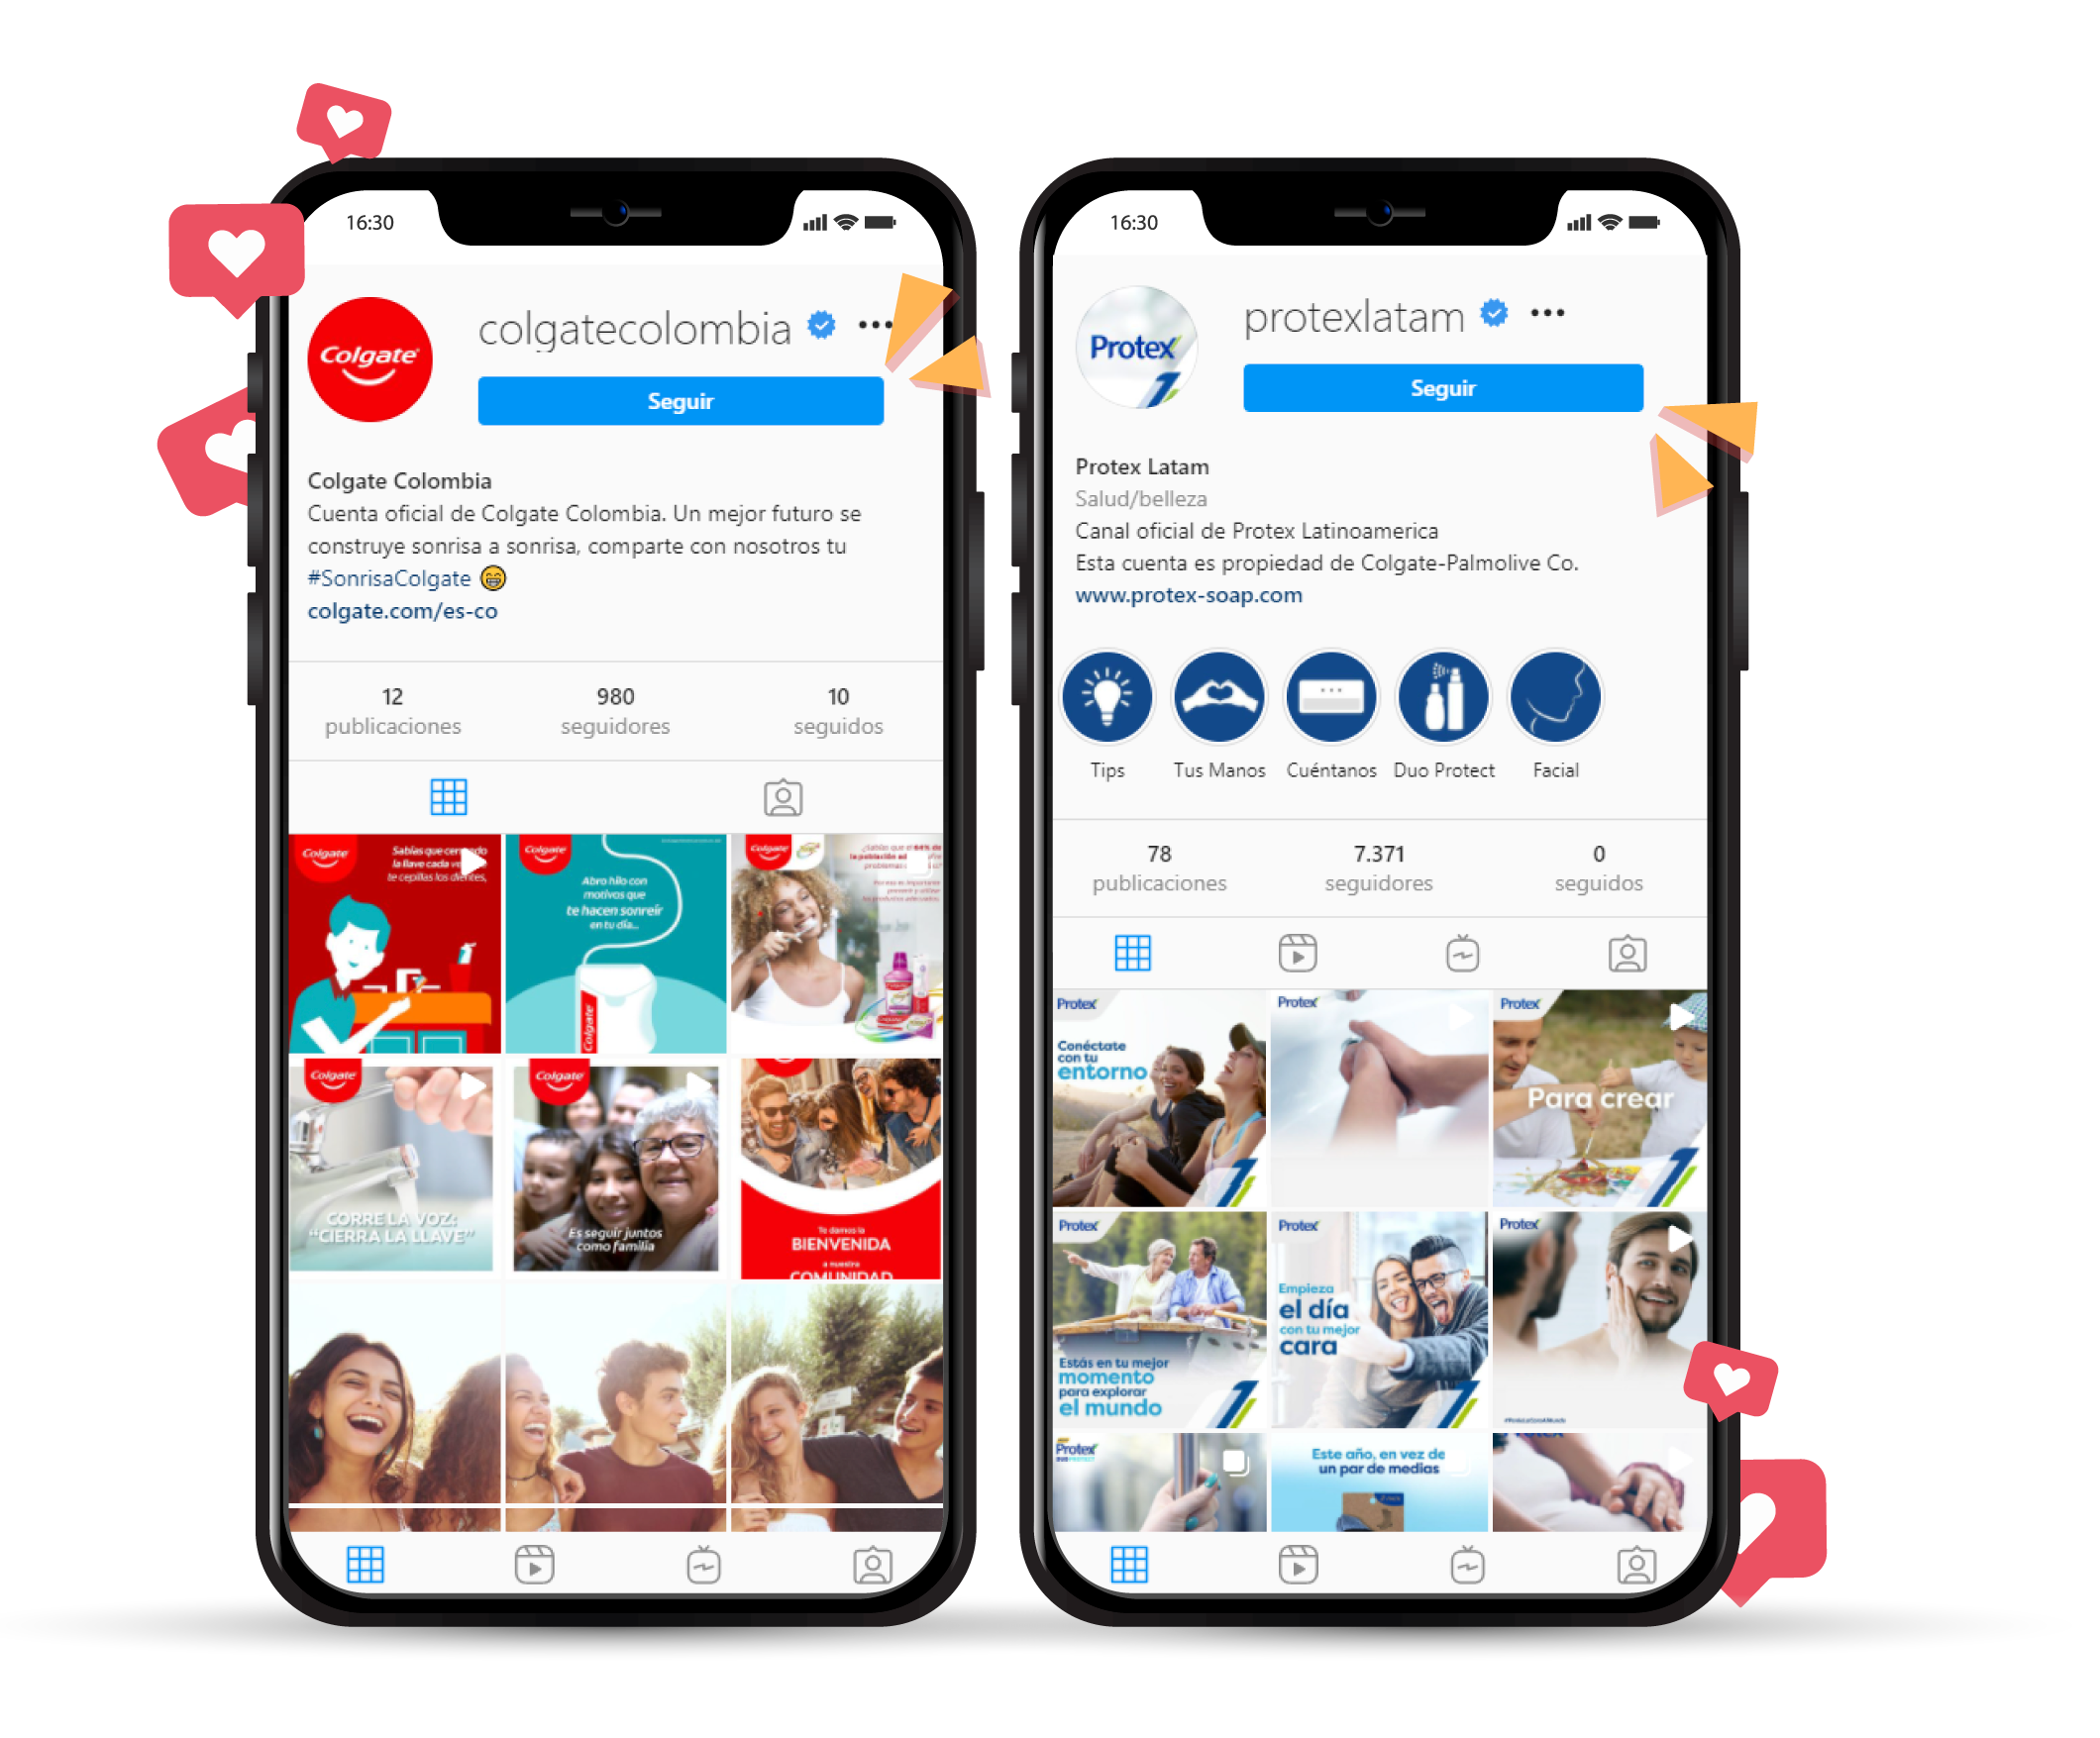 16:30
colgatecolombia
Colgate
Seguir
Colgate Colombia
Cuenta oficial de Colgate Colombia. Un mejor futuro se
construye sonrisa a sonrisa, comparte con nosotros tu
#SonrisaColgate
colgate.com/es-co
12 980 10
publicaciones seguidores seguidos
Colgate
Sabías que cerrando
la llave cada vez
te cepillas los dientes,
Colgate
Abro hilo con
motivos que
te hacen sonreír
en tu día...
Colgate
Colgate
¿Sabías que el 64% de
la población
problemas
Colgate
CORRE LA VOZ:
"CIERRA LA LLAVE"
Colgate
Es seguir juntos
como familia
Te damos la
BIENVENIDA
a nuestra
COMUNIDAD
16:30
protexlatam
Protex
Seguir
Protex Latam
Salud/belleza
Canal oficial de Protex Latinoamerica
Esta cuenta es propiedad de Colgate-Palmolive Co.
www.protex-soap.com
Tips Tus Manos Cuéntanos Duo Protect Facial
78 7.371 0
publicaciones seguidores seguidos
Protex
Conéctate
con tu
entorno
Protex
Protex
Para crear
Protex
Estás en tu mejor
momento
para explorar
el mundo
Protex
Empieza
el día
con tu mejor
cara
Protex
Protex
Este año, en vez de
un par de medias